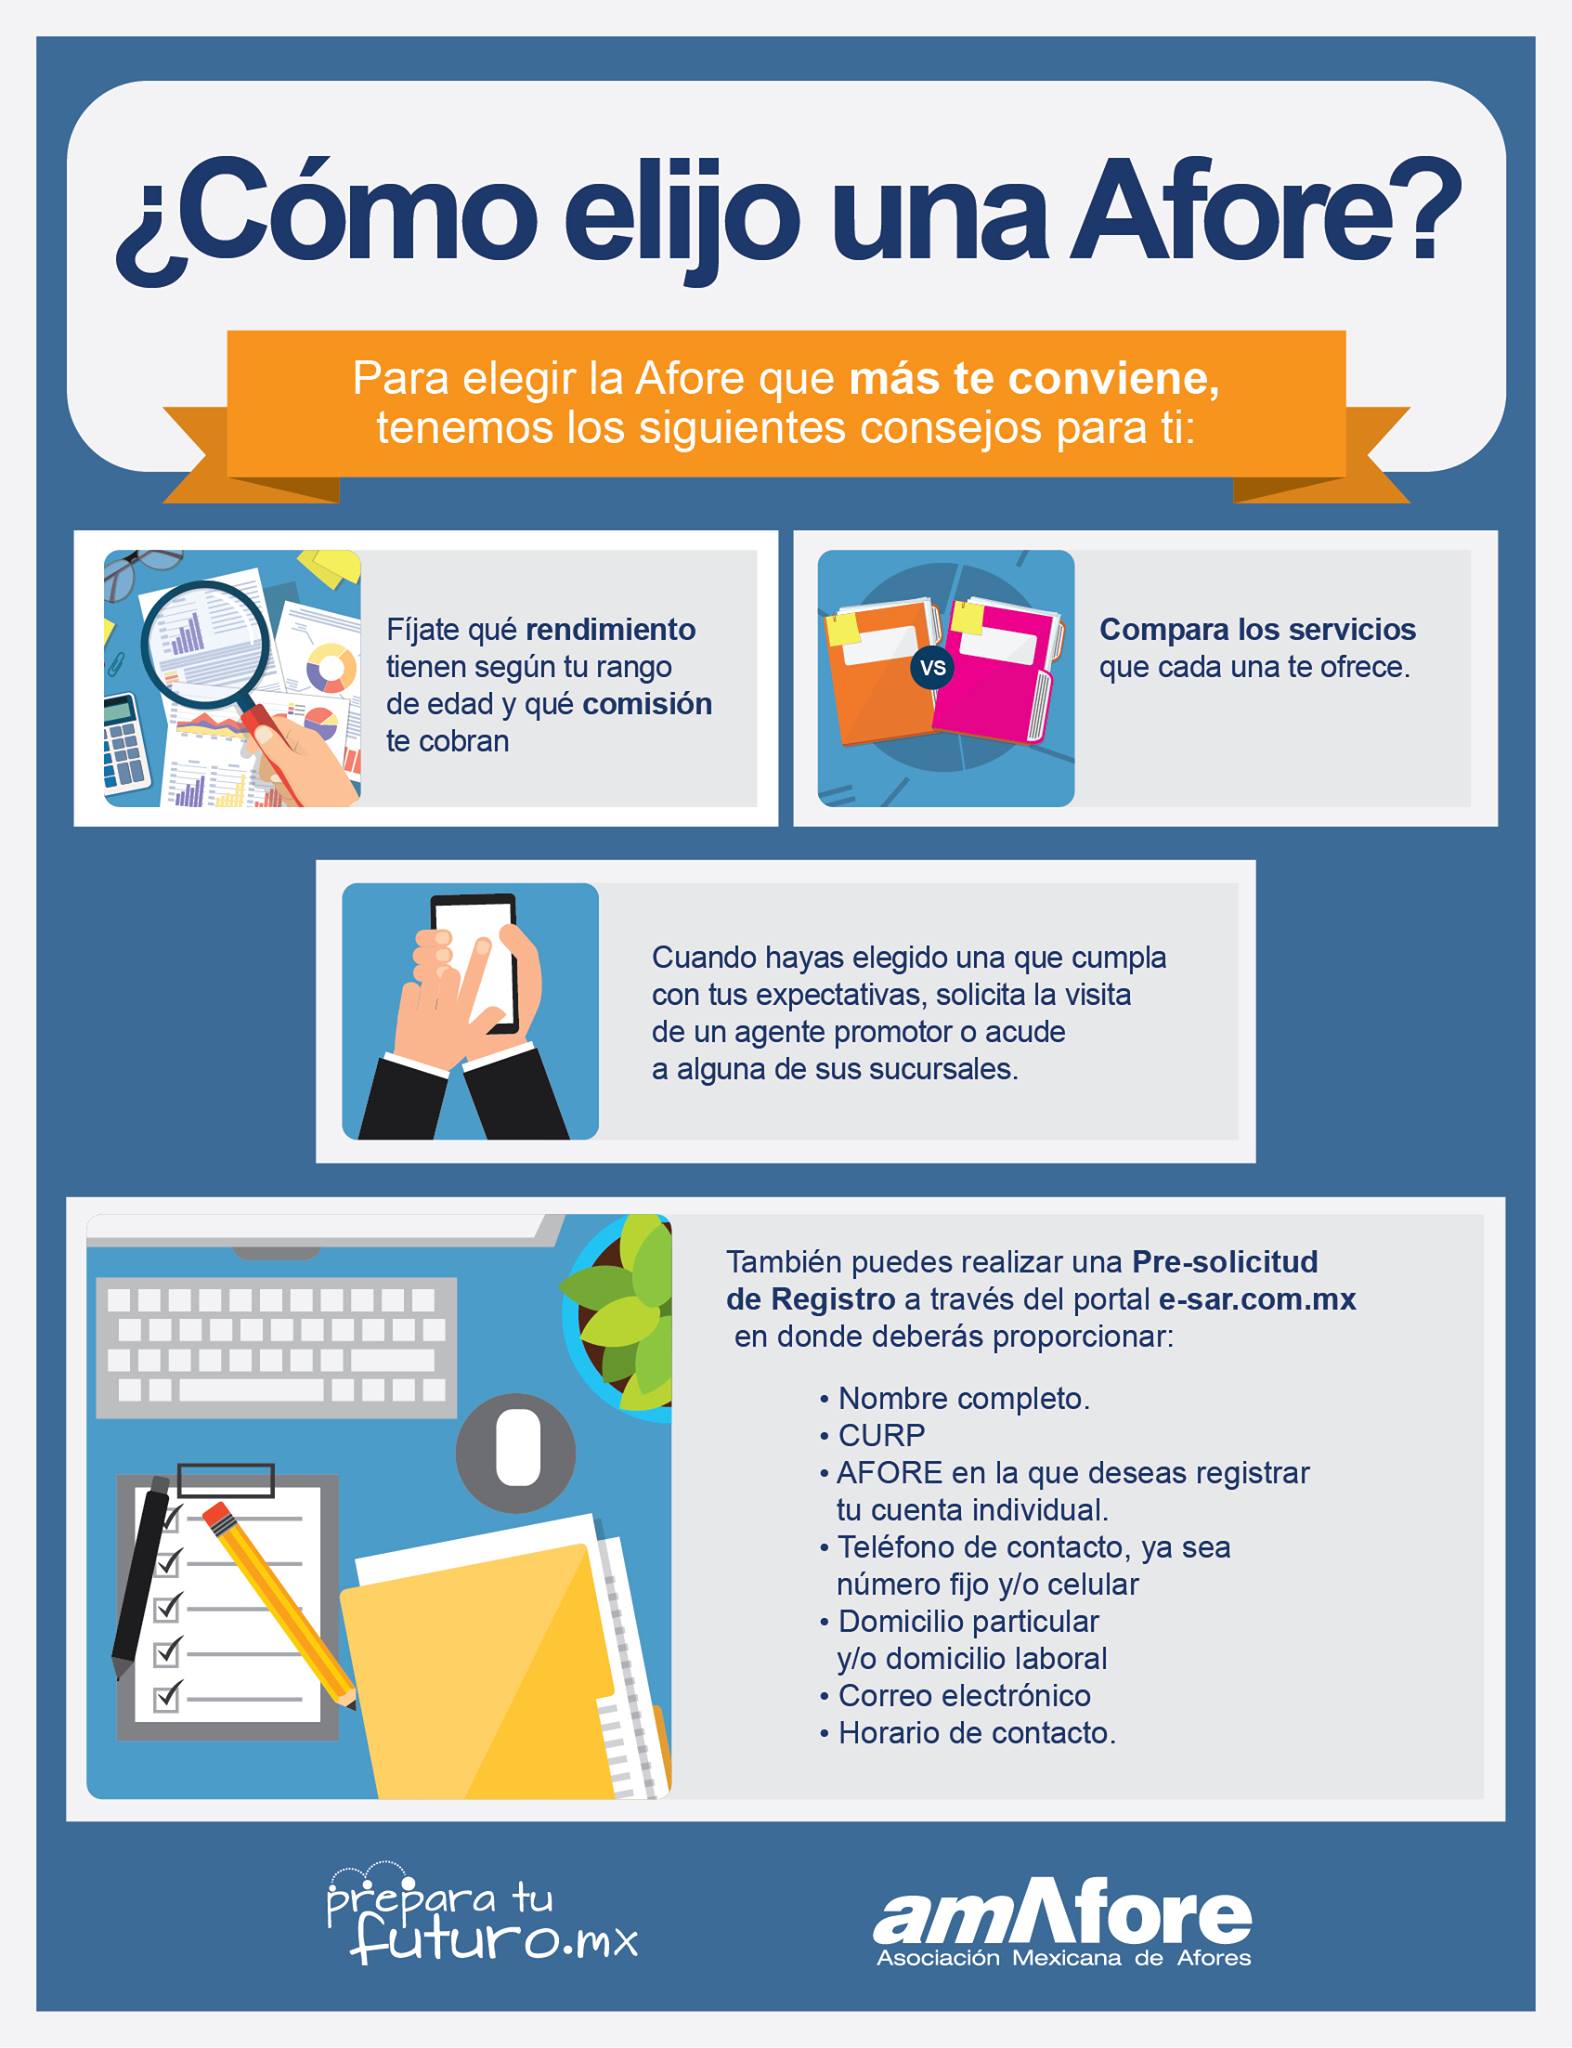 ¿Cómo elijo una Afore?
Para elegir la Afore que más te conviene,
tenemos los siguientes consejos para ti:
Fíjate qué rendimiento
tienen según tu rango
de edad y qué comisión
te cobran
VS
Compara los servicios
que cada una te ofrece.
Cuando hayas elegido una que cumpla
con tus expectativas, solicita la visita
de un agente promotor o acude
a alguna de sus sucursales.
También puedes realizar una Pre-solicitud
de Registro a través del portal e-sar.com.mx
en donde deberás proporcionar:
• Nombre completo.
• CURP
• AFORE en la que deseas registrar
tu cuenta individual.
• Teléfono de contacto, ya sea
número fijo y/o celular
• Domicilio particular
y/o domicilio laboral
• Correo electrónico
• Horario de contacto.
prepara tu
futuro.mx
amAfore
Asociación Mexicana de Afores